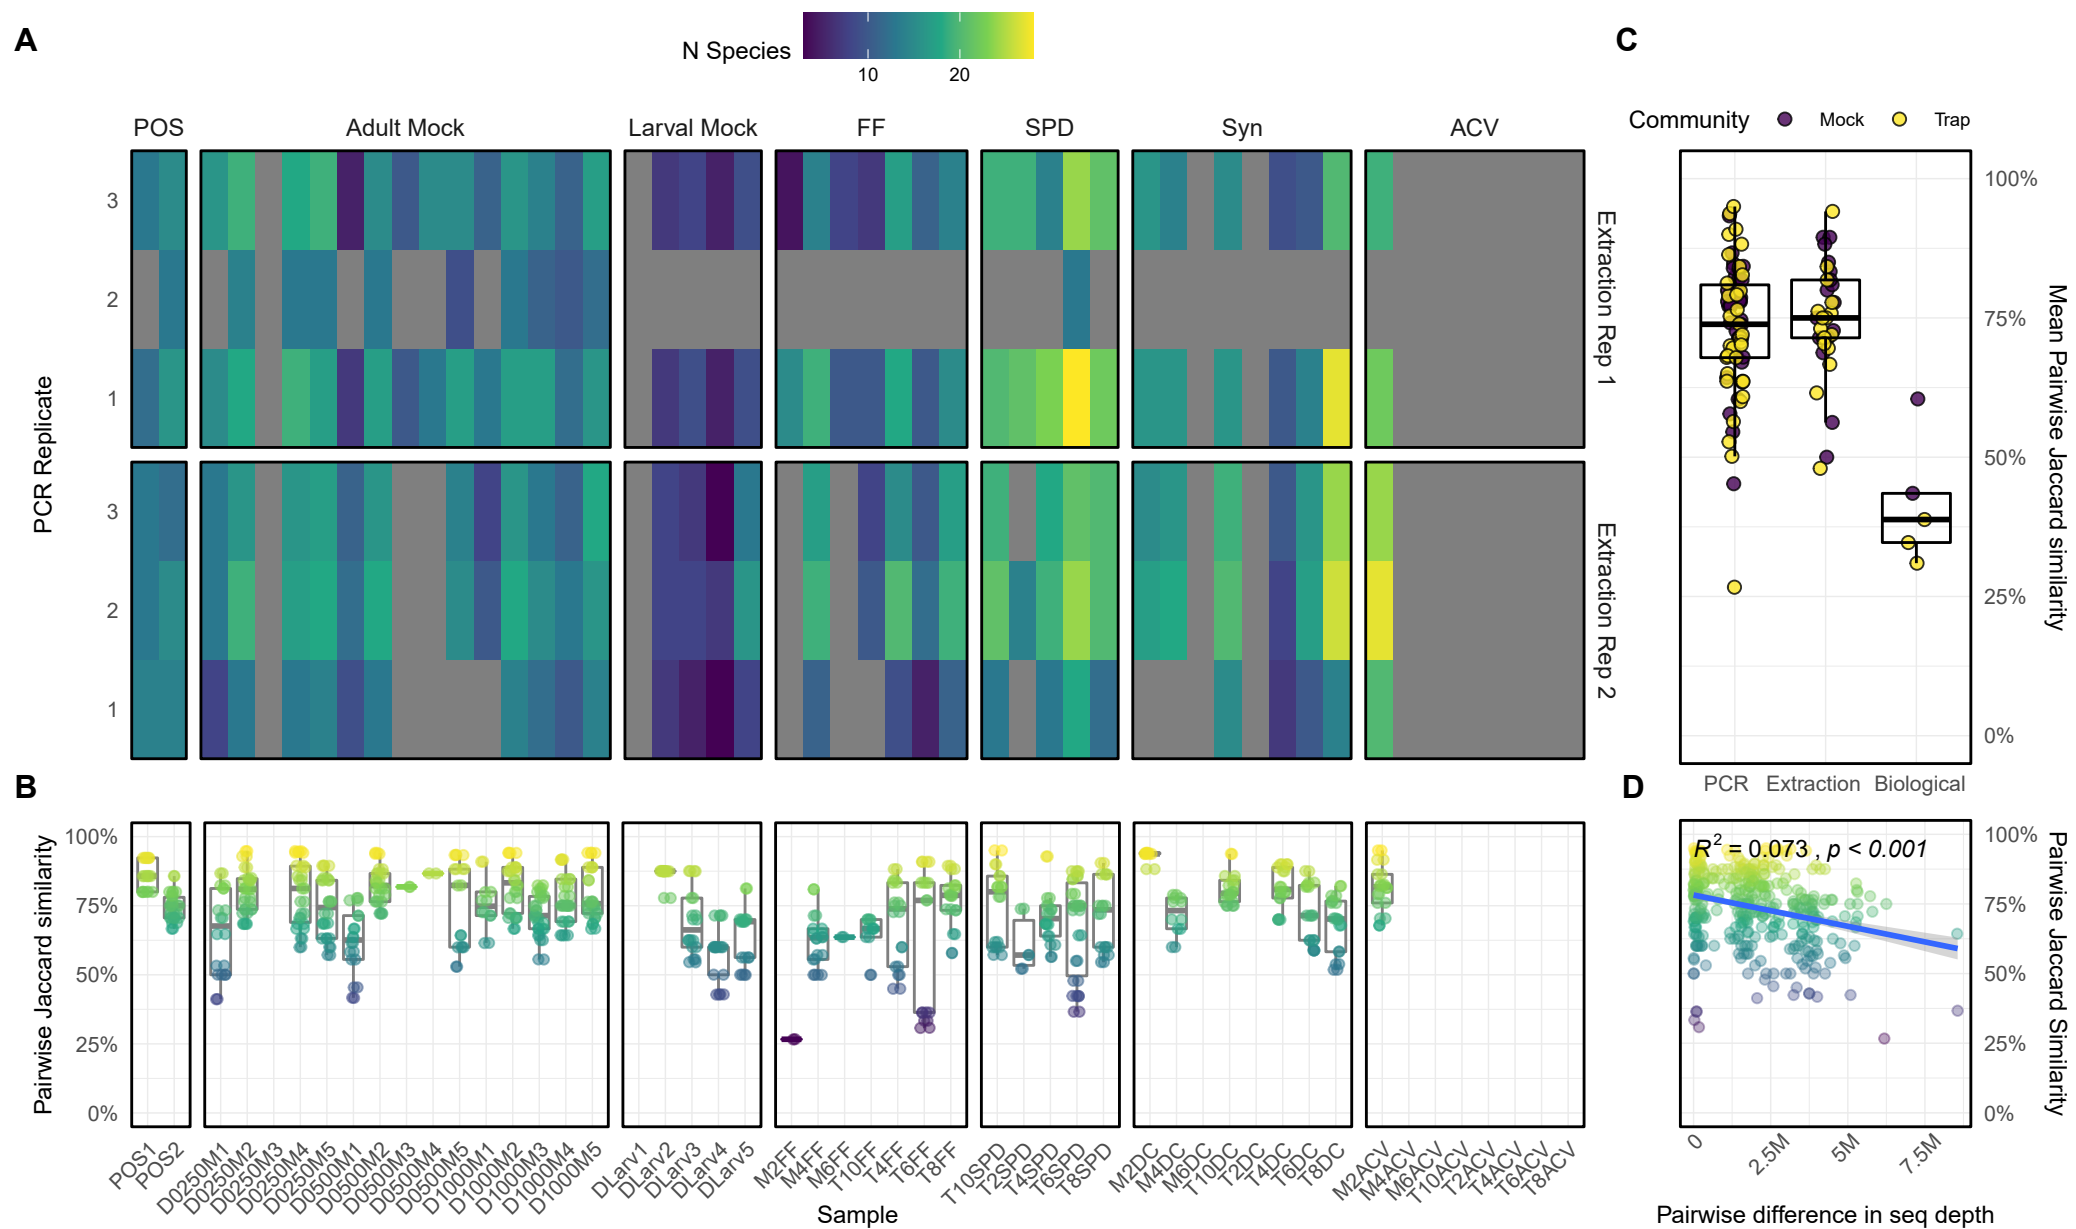 A
N Species
10
20
C
Community
Mock
Trap
POS
Adult Mock
Larval Mock
FF
SPD
Syn
ACV
PCR Replicate
3
2
1
3
2
1
Extraction Rep 1
Extraction Rep 2
100%
75%
50%
25%
0%
Mean Pairwise Jaccard similarity
PCR
Extraction
Biological
B
Pairwise Jaccard similarity
100%
75%
50%
25%
0%
POS1
POS2
D0250M1
D0250M2
D0250M3
D0250M4
D0250M5
D0500M1
D0500M2
D0500M3
D0500M4
D0500M5
D1000M1
D1000M2
D1000M3
D1000M4
D1000M5
DLarv1
DLarv2
DLarv3
DLarv4
DLarv5
M2FF
M4FF
M6FF
T10FF
T4FF
T6FF
T8FF
T10SPD
T2SPD
T4SPD
T6SPD
T8SPD
M2DC
M4DC
M6DC
T10DC
T2DC
T4DC
T6DC
T8DC
M2ACV
M4ACV
M6ACV
T10ACV
T2ACV
T4ACV
T6ACV
T8ACV
Sample
D
R² = 0.073 , p < 0.001
100%
75%
50%
25%
0%
Pairwise Jaccard Similarity
0
2.5M
5M
7.5M
Pairwise difference in seq depth